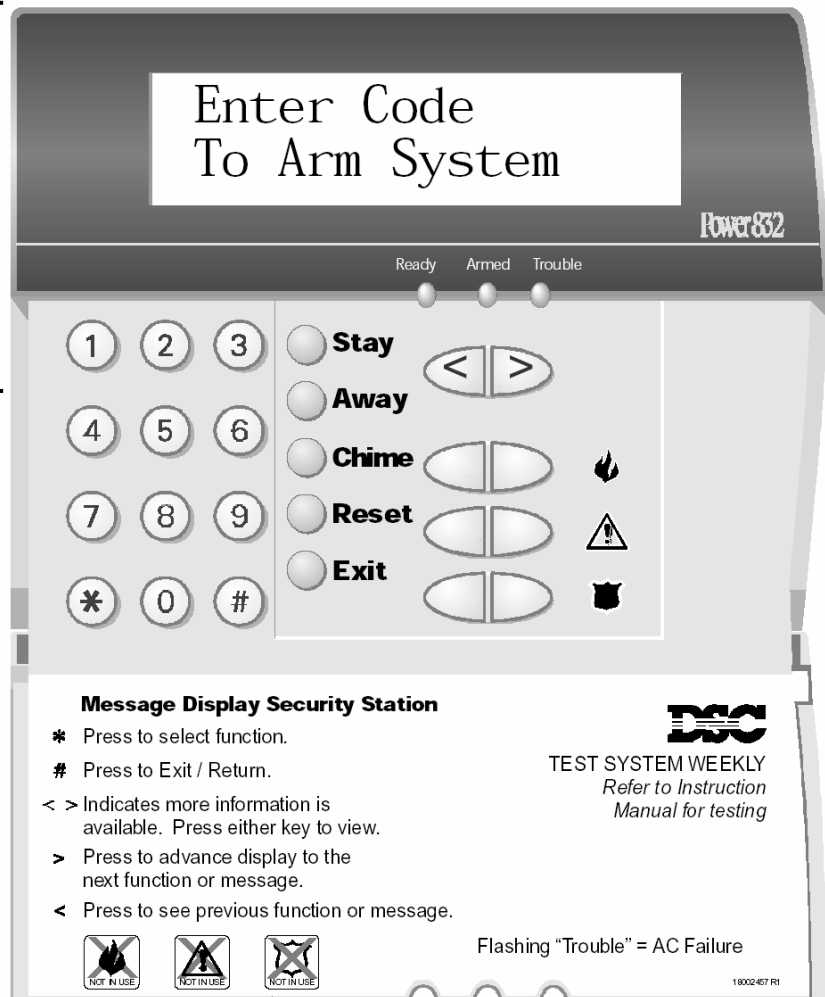 Enter Code
To Arm System
Power832
Ready Armed Trouble
1 2 3
4 5 6
7 8 9
* 0 #
Stay
Away
Chime
Reset
Exit
< >
Message Display Security Station
* Press to select function.
# Press to Exit / Return.
< > Indicates more information is
available. Press either key to view.
> Press to advance display to the
next function or message.
< Press to see previous function or message.
NOT IN USE NOT IN USE NOT IN USE
DSC
TEST SYSTEM WEEKLY
Refer to Instruction
Manual for testing
Flashing “Trouble” = AC Failure
18002457 R1